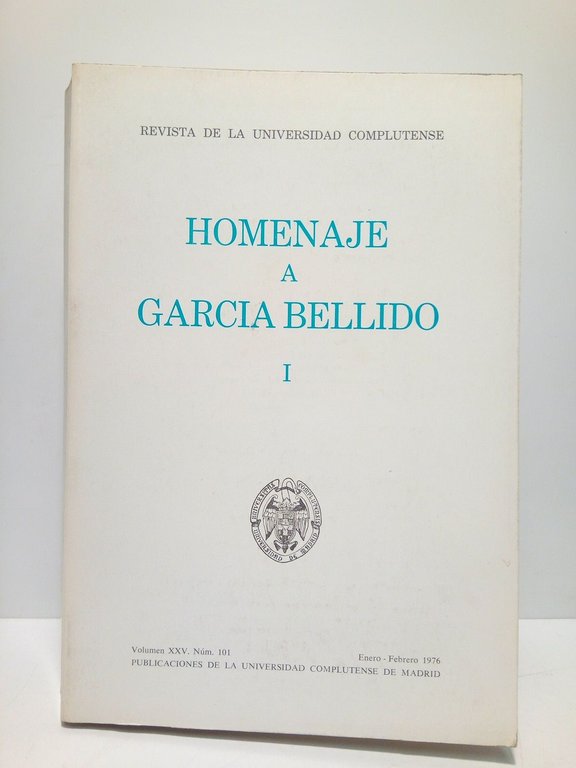 REVISTA DE LA UNIVERSIDAD COMPLUTENSE
HOMENAJE
A
GARCIA BELLIDO
I
Volumen XXV. Núm. 101
Enero - Febrero 1976
PUBLICACIONES DE LA UNIVERSIDAD COMPLUTENSE DE MADRID